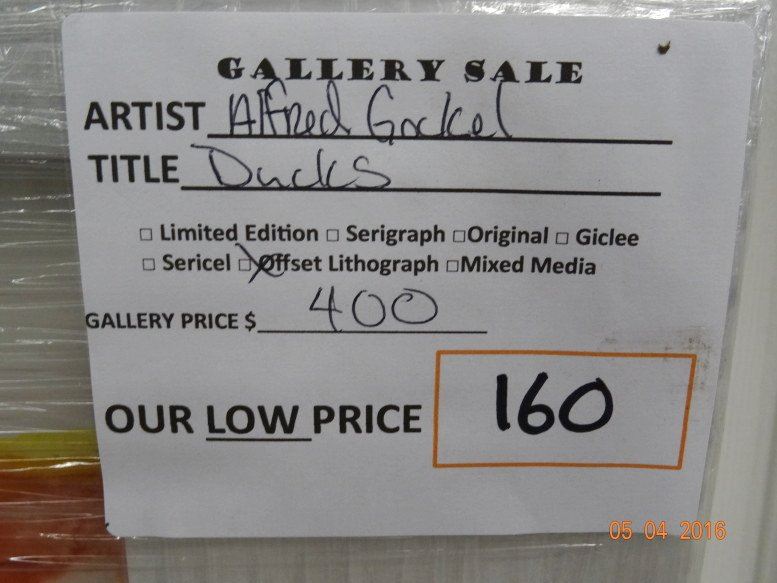 GALLERY SALE
ARTIST Alfred Gockel
TITLE Ducks
□ Limited Edition □ Serigraph □Original □ Giclee
□ Sericel □Offset Lithograph □Mixed Media
GALLERY PRICE $ 400
OUR LOW PRICE 160
05 04 2016